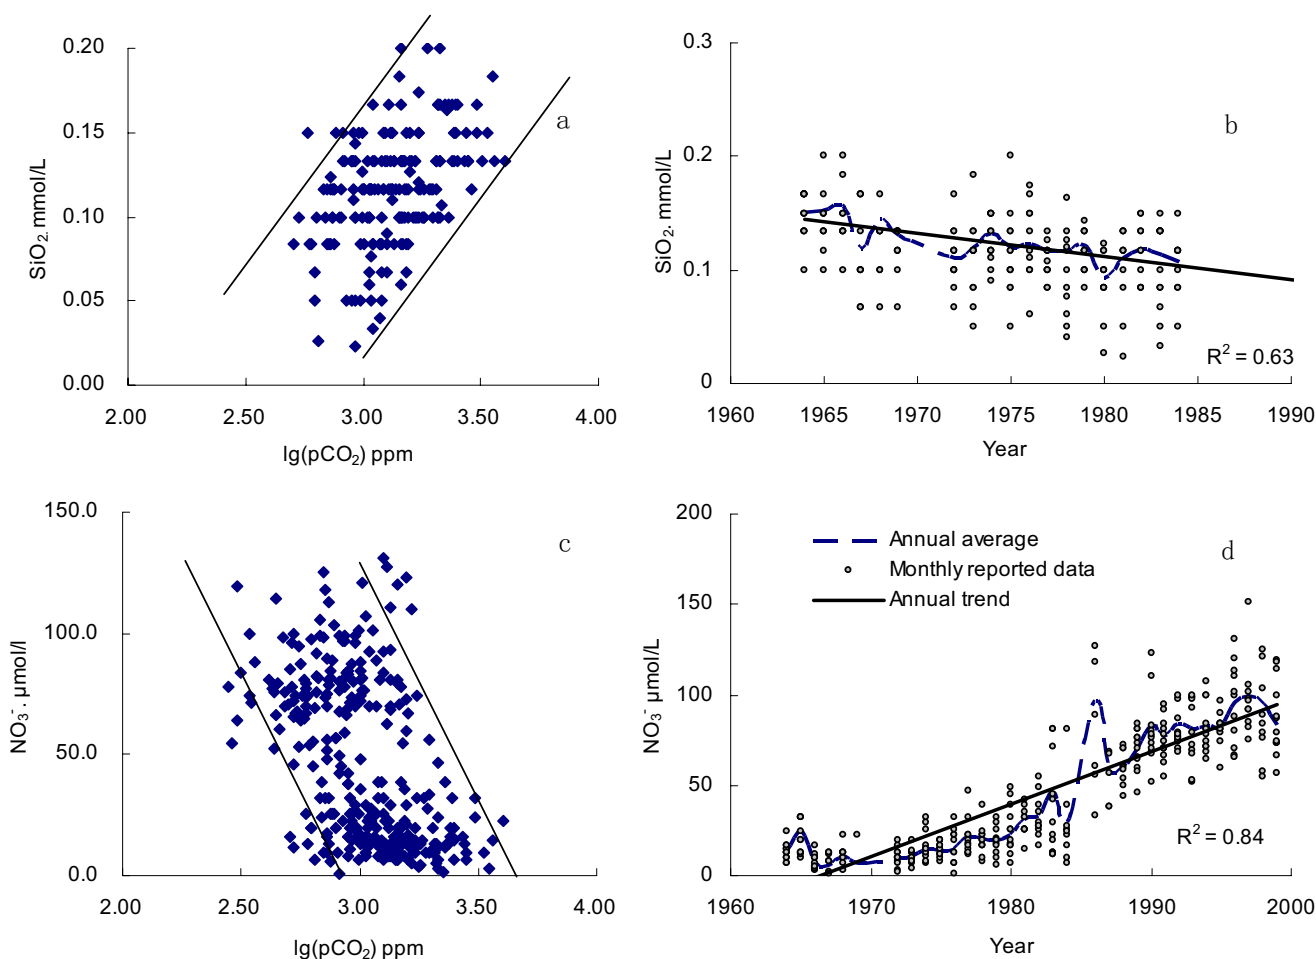 0.20
0.15
0.10
0.05
0.00
SiO2. mmol/L
2.00 2.50 3.00 3.50 4.00
lg(pCO2) ppm
a
0.3
0.2
0.1
0
SiO2. mmol/L
1960 1965 1970 1975 1980 1985 1990
Year
b
R2 = 0.63
150.0
100.0
50.0
0.0
NO3-. µmol/l
2.00 2.50 3.00 3.50 4.00
lg(pCO2) ppm
c
200
150
100
50
0
NO3- µmol/L
1960 1970 1980 1990 2000
Year
Annual average
Monthly reported data
Annual trend
d
R2 = 0.84